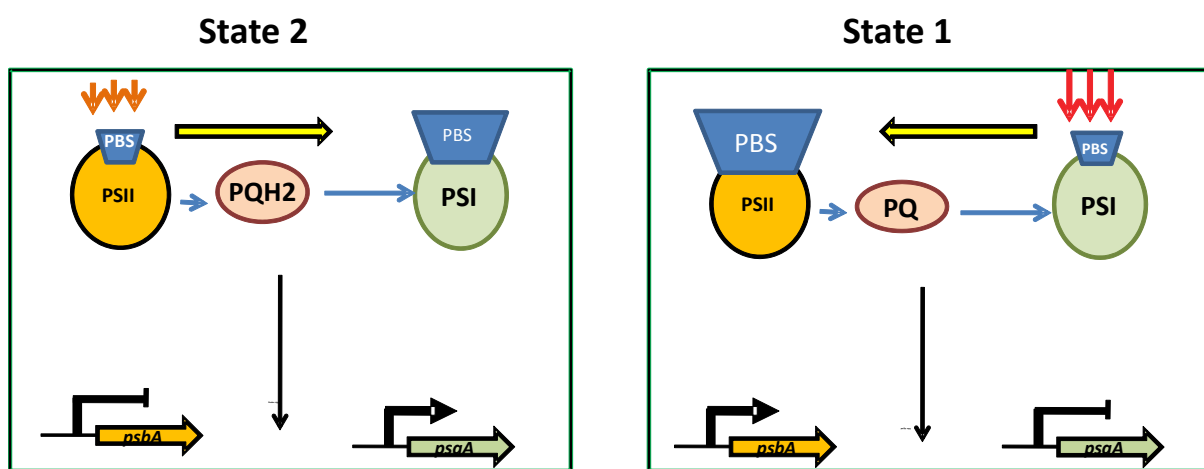 State 2
PBS
PSII
PQH2
PBS
PSI
psbA
psaA
State 1
PBS
PSII
PQ
PBS
PSI
psbA
psaA